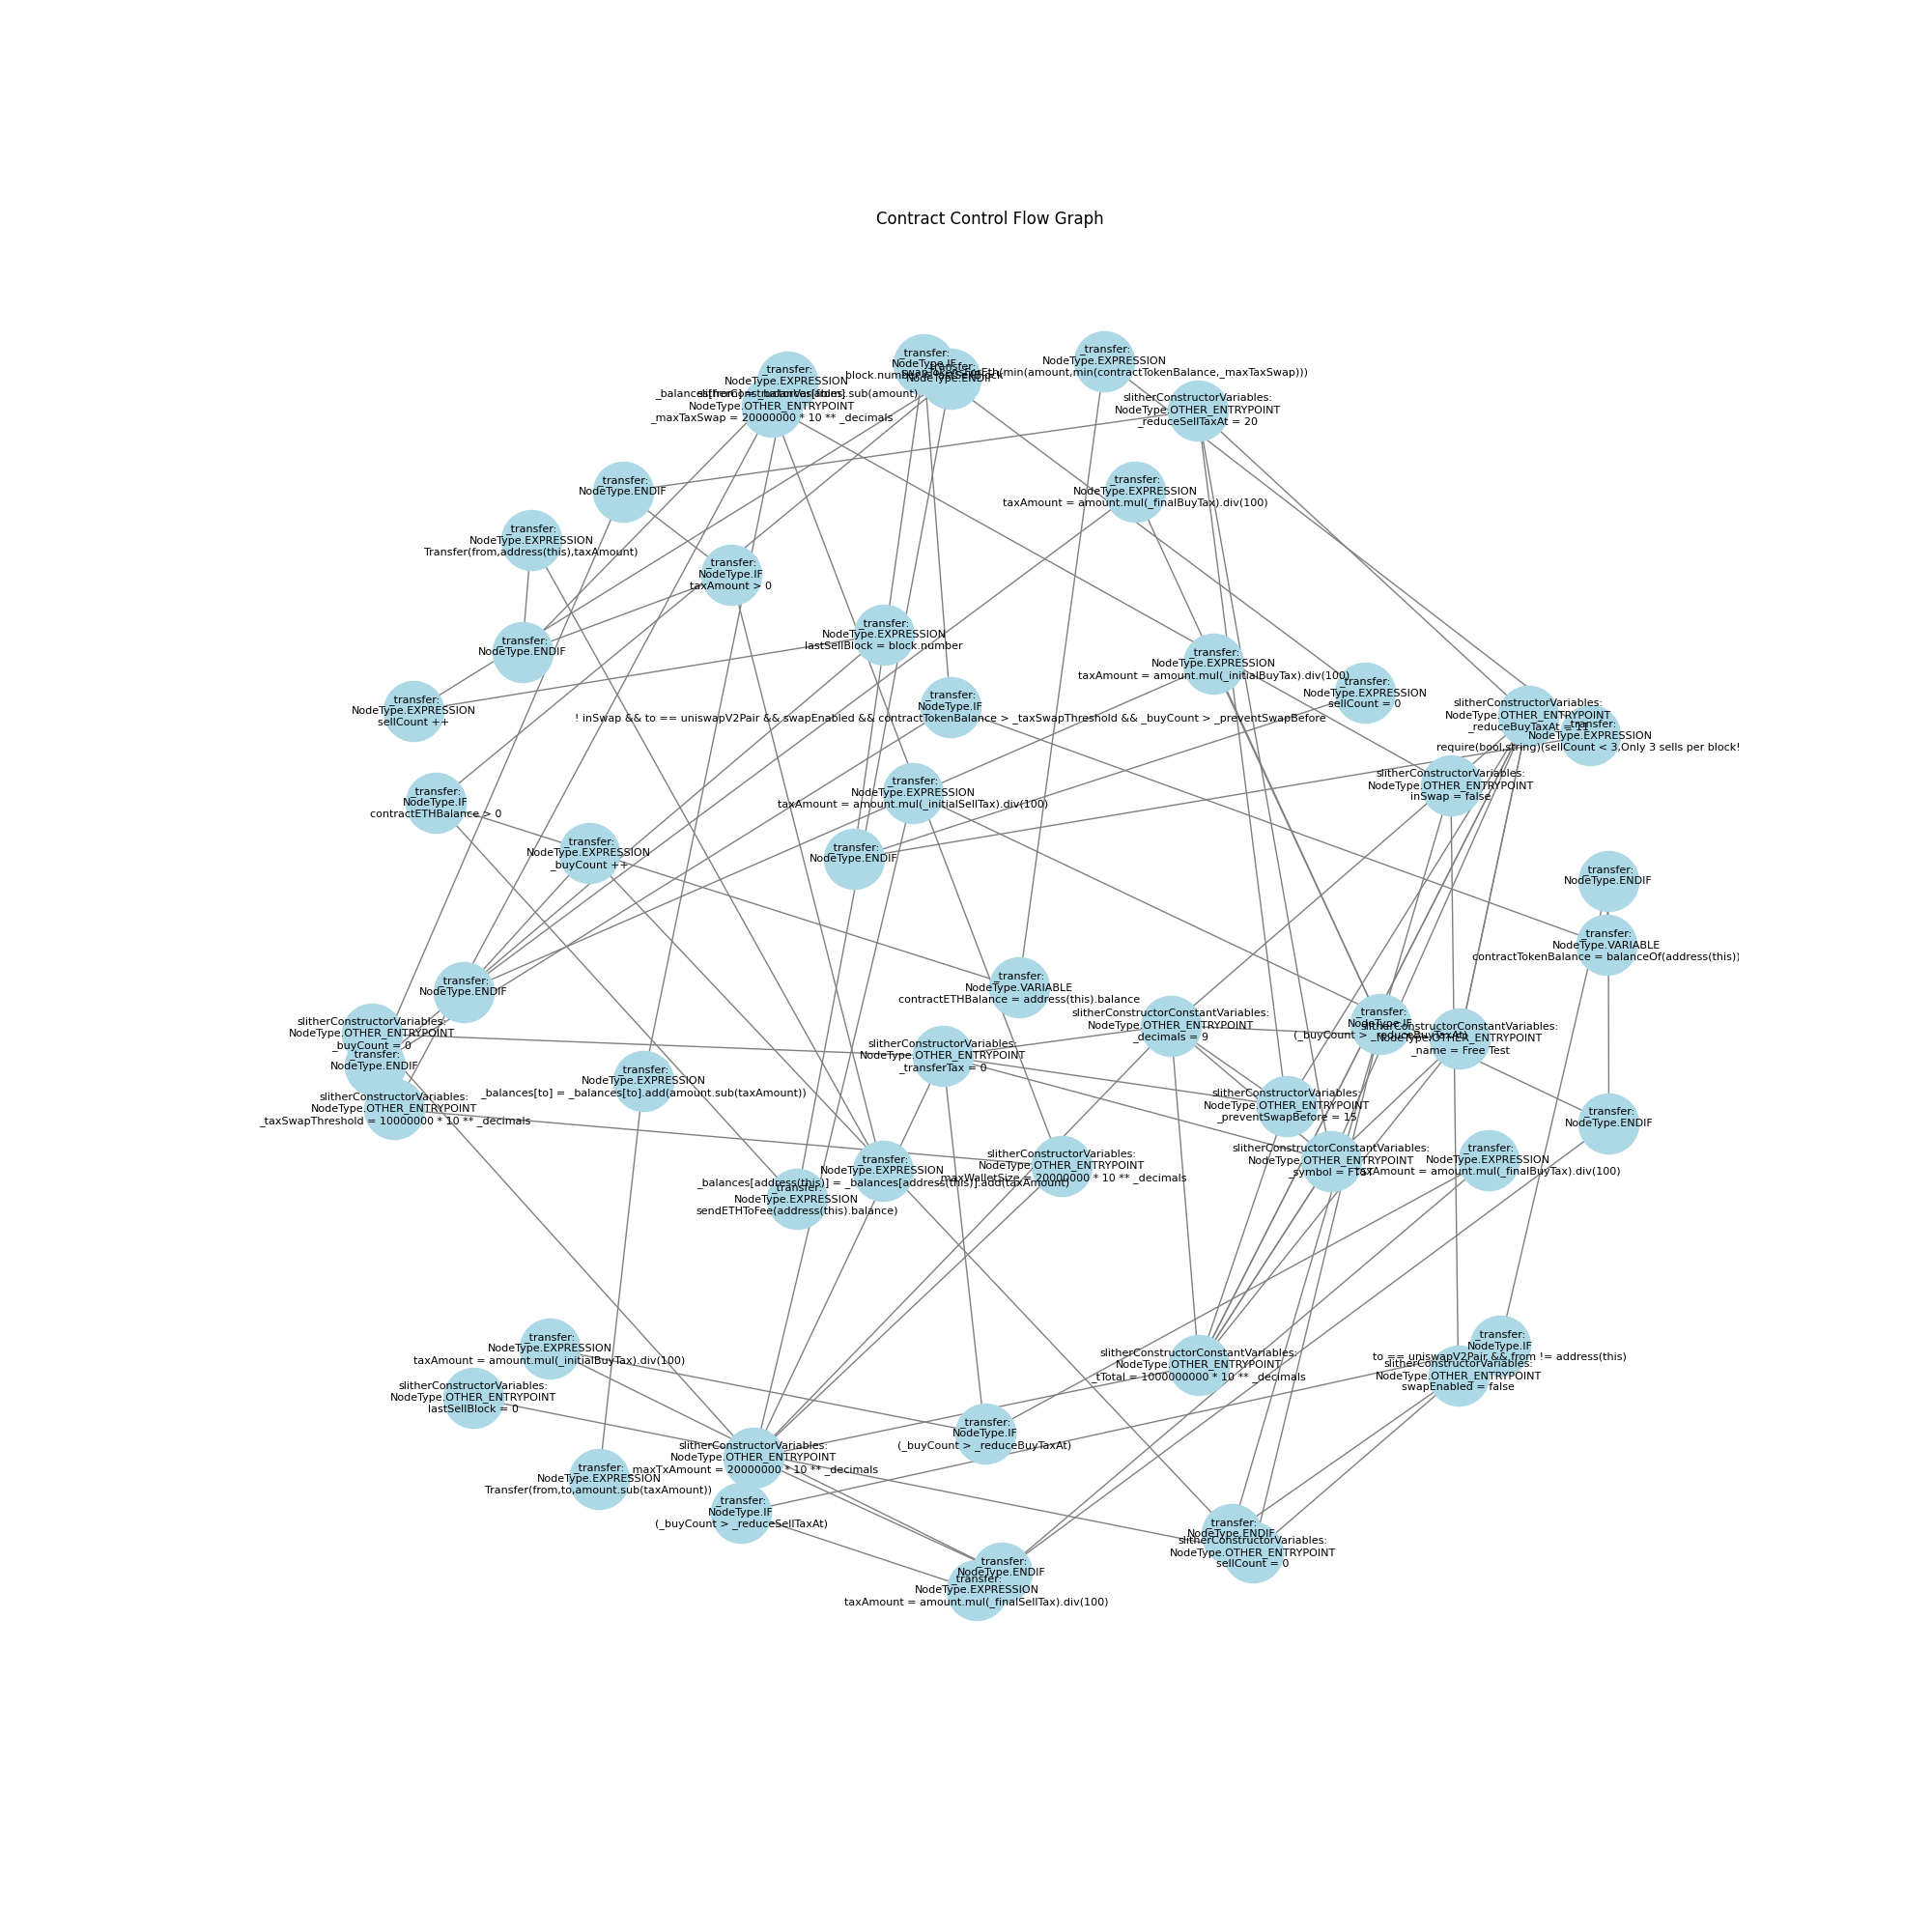 Contract Control Flow Graph
_transfer:
NodeType.EXPRESSION
_balances[from] = _balances[from].sub(amount)
NodeType.OTHER_ENTRYPOINT
_maxTaxSwap = 20000000 * 10 ** _decimals
_transfer:
NodeType.IF
_transfer:
NodeType.ENDIF
_transfer:
NodeType.EXPRESSION
swapTokensForEth(min(amount,min(contractTokenBalance,_maxTaxSwap)))
slitherConstructorVariables:
NodeType.OTHER_ENTRYPOINT
_reduceSellTaxAt = 20
_transfer:
NodeType.ENDIF
_transfer:
NodeType.EXPRESSION
taxAmount = amount.mul(_finalBuyTax).div(100)
_transfer:
NodeType.EXPRESSION
Transfer(from,address(this),taxAmount)
_transfer:
NodeType.IF
taxAmount > 0
_transfer:
NodeType.ENDIF
_transfer:
NodeType.EXPRESSION
lastSellBlock = block.number
_transfer:
NodeType.EXPRESSION
taxAmount = amount.mul(_initialBuyTax).div(100)
_transfer:
NodeType.EXPRESSION
sellCount = 0
_transfer:
NodeType.EXPRESSION
sellCount ++
_transfer:
NodeType.IF
! inSwap && to == uniswapV2Pair && swapEnabled && contractTokenBalance > _taxSwapThreshold && _buyCount > _preventSwapBefore
slitherConstructorVariables:
NodeType.OTHER_ENTRYPOINT
_reduceBuyTaxAt = 11
_transfer:
NodeType.EXPRESSION
require(bool,string)(sellCount < 3,Only 3 sells per block!
slitherConstructorVariables:
NodeType.OTHER_ENTRYPOINT
inSwap = false
_transfer:
NodeType.IF
contractETHBalance > 0
_transfer:
NodeType.EXPRESSION
taxAmount = amount.mul(_initialSellTax).div(100)
_transfer:
NodeType.EXPRESSION
_buyCount ++
_transfer:
NodeType.ENDIF
_transfer:
NodeType.ENDIF
_transfer:
NodeType.VARIABLE
contractTokenBalance = balanceOf(address(this))
_transfer:
NodeType.ENDIF
_transfer:
NodeType.VARIABLE
contractETHBalance = address(this).balance
slitherConstructorVariables:
NodeType.OTHER_ENTRYPOINT
_buyCount = 0
_transfer:
NodeType.ENDIF
slitherConstructorVariables:
NodeType.OTHER_ENTRYPOINT
_taxSwapThreshold = 10000000 * 10 ** _decimals
slitherConstructorVariables:
NodeType.OTHER_ENTRYPOINT
_transferTax = 0
slitherConstructorConstantVariables:
NodeType.OTHER_ENTRYPOINT
_decimals = 9
_transfer:
NodeType.IF
(_buyCount > _reduceBuyTaxAt)
slitherConstructorConstantVariables:
NodeType.OTHER_ENTRYPOINT
_name = Free Test
_transfer:
NodeType.EXPRESSION
_balances[to] = _balances[to].add(amount.sub(taxAmount))
slitherConstructorVariables:
NodeType.OTHER_ENTRYPOINT
_preventSwapBefore = 15
_transfer:
NodeType.ENDIF
slitherConstructorConstantVariables:
NodeType.OTHER_ENTRYPOINT
_symbol = FTST
_transfer:
NodeType.EXPRESSION
taxAmount = amount.mul(_finalBuyTax).div(100)
slitherConstructorVariables:
NodeType.OTHER_ENTRYPOINT
_maxWalletSize = 20000000 * 10 ** _decimals
_transfer:
NodeType.EXPRESSION
_balances[address(this)] = _balances[address(this)].add(taxAmount)
_transfer:
NodeType.EXPRESSION
sendETHToFee(address(this).balance)
_transfer:
NodeType.EXPRESSION
taxAmount = amount.mul(_initialBuyTax).div(100)
slitherConstructorVariables:
NodeType.OTHER_ENTRYPOINT
lastSellBlock = 0
slitherConstructorConstantVariables:
NodeType.OTHER_ENTRYPOINT
_tTotal = 1000000000 * 10 ** _decimals
_transfer:
NodeType.IF
to == uniswapV2Pair && from != address(this)
slitherConstructorVariables:
NodeType.OTHER_ENTRYPOINT
swapEnabled = false
_transfer:
NodeType.IF
(_buyCount > _reduceBuyTaxAt)
slitherConstructorVariables:
NodeType.OTHER_ENTRYPOINT
_maxTxAmount = 20000000 * 10 ** _decimals
_transfer:
NodeType.EXPRESSION
Transfer(from,to,amount.sub(taxAmount))
_transfer:
NodeType.IF
(_buyCount > _reduceSellTaxAt)
_transfer:
NodeType.ENDIF
slitherConstructorVariables:
NodeType.OTHER_ENTRYPOINT
sellCount = 0
_transfer:
NodeType.ENDIF
_transfer:
NodeType.EXPRESSION
taxAmount = amount.mul(_finalSellTax).div(100)